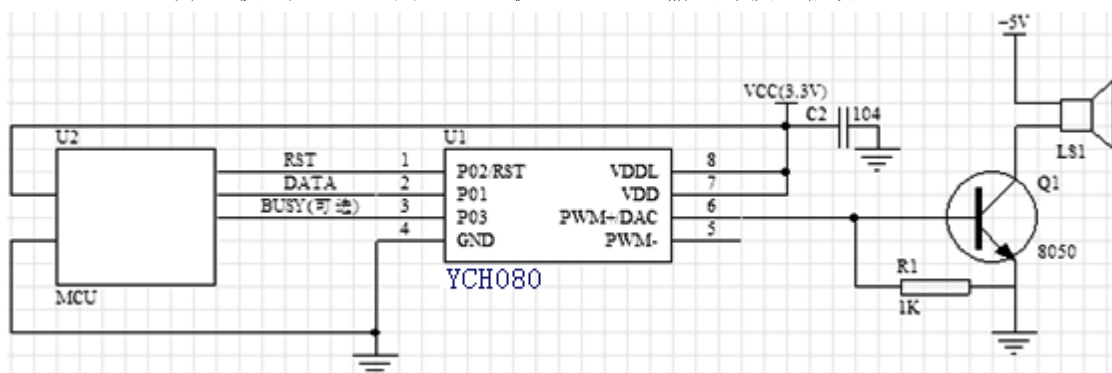 -5V
VCC(3.3V)
C2 104
U2
U1
LS1
RST 1
P02/RST
VDDL 8
DATA 2
P01
VDD 7
Q1
BUSY(可选) 3
P03
PWM+/DAC 6
4
GND
PWM- 5
8050
YCH080
R1
MCU
1K